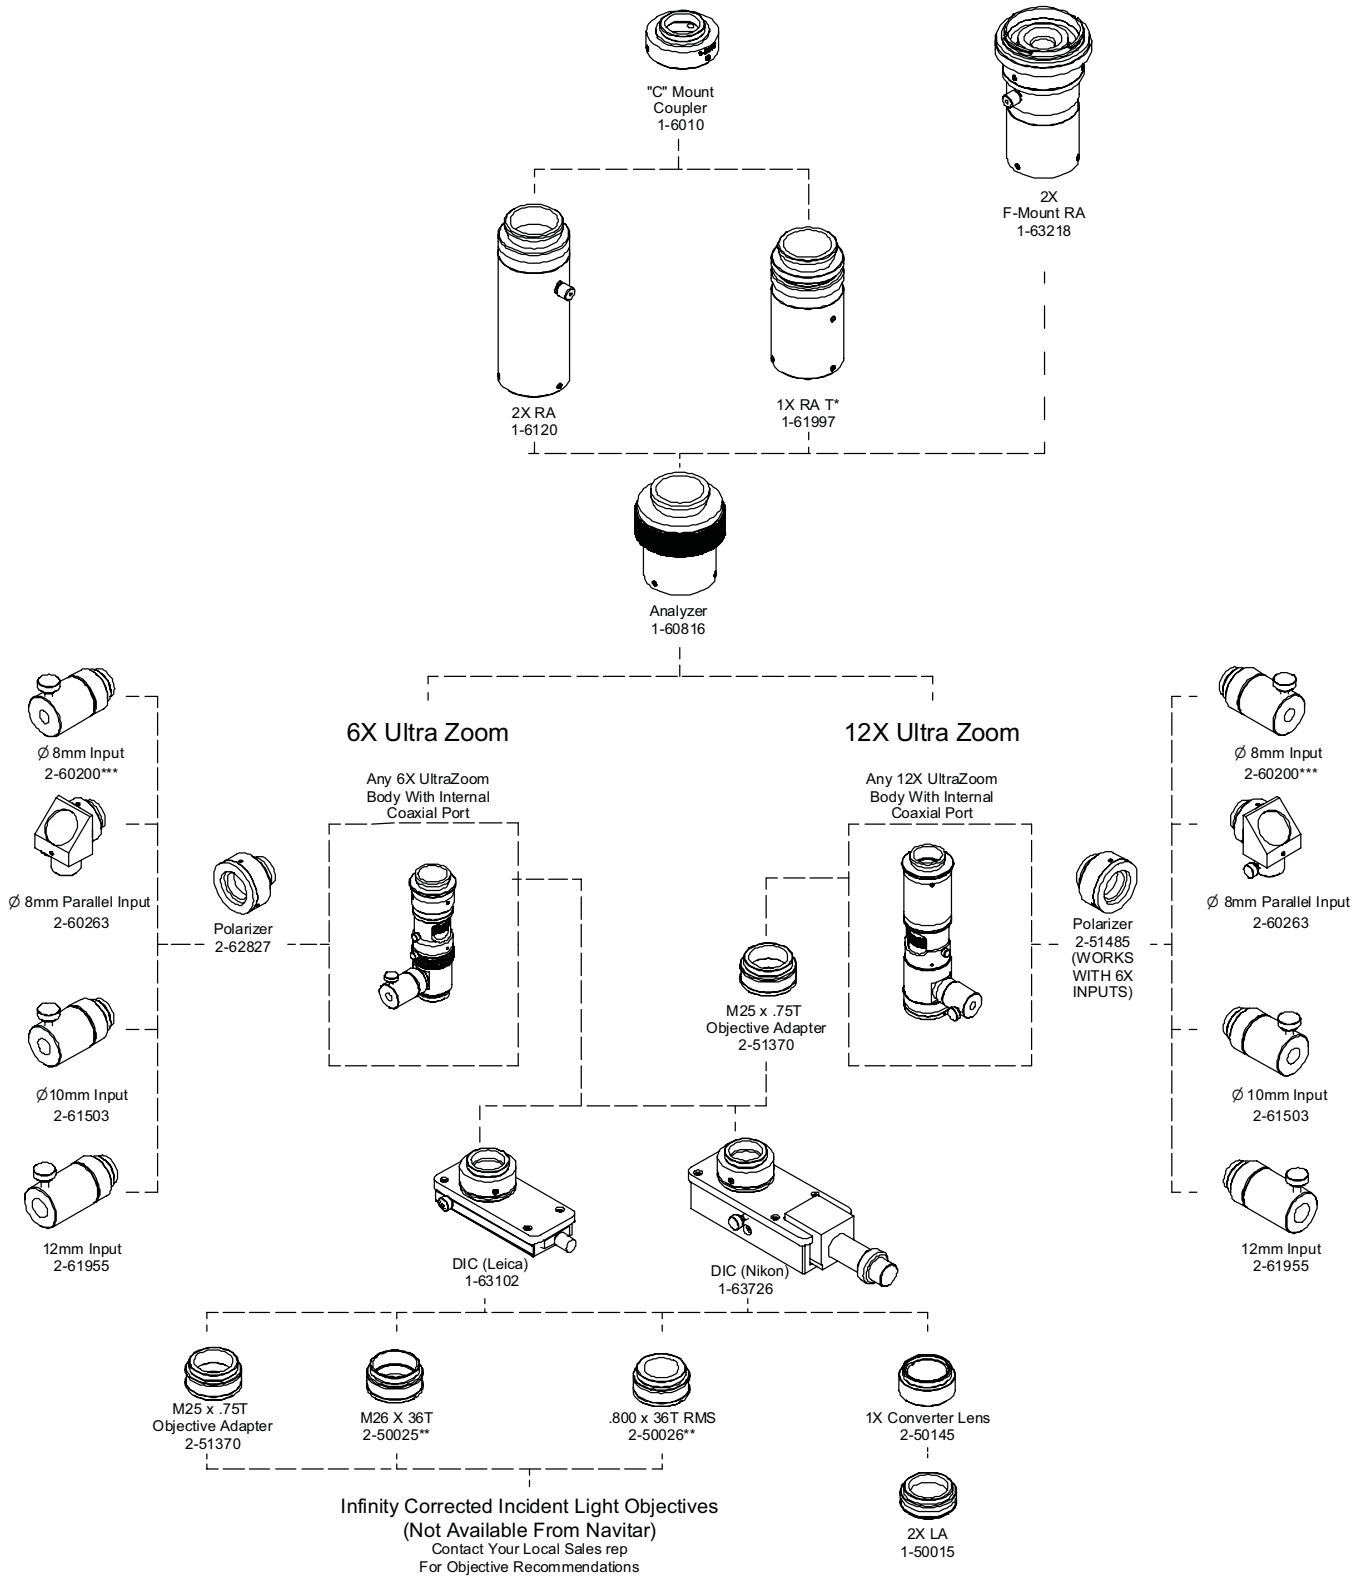 "C" Mount
Coupler
1-6010
2X
F-Mount RA
1-63218
2X RA
1-6120
1X RA T*
1-61997
Analyzer
1-60816
6X Ultra Zoom
12X Ultra Zoom
Any 6X UltraZoom
Body With Internal
Coaxial Port
Any 12X UltraZoom
Body With Internal
Coaxial Port
Ø 8mm Input
2-60200***
Ø 8mm Parallel Input
2-60263
Polarizer
2-62827
Ø10mm Input
2-61503
12mm Input
2-61955
M25 x .75T
Objective Adapter
2-51370
Polarizer
2-51485
(WORKS
WITH 6X
INPUTS)
Ø 8mm Input
2-60200***
Ø 8mm Parallel Input
2-60263
Ø 10mm Input
2-61503
12mm Input
2-61955
DIC (Leica)
1-63102
DIC (Nikon)
1-63726
M25 x .75T
Objective Adapter
2-51370
M26 X 36T
2-50025**
.800 x 36T RMS
2-50026**
1X Converter Lens
2-50145
2X LA
1-50015
Infinity Corrected Incident Light Objectives
(Not Available From Navitar)
Contact Your Local Sales rep
For Objective Recommendations